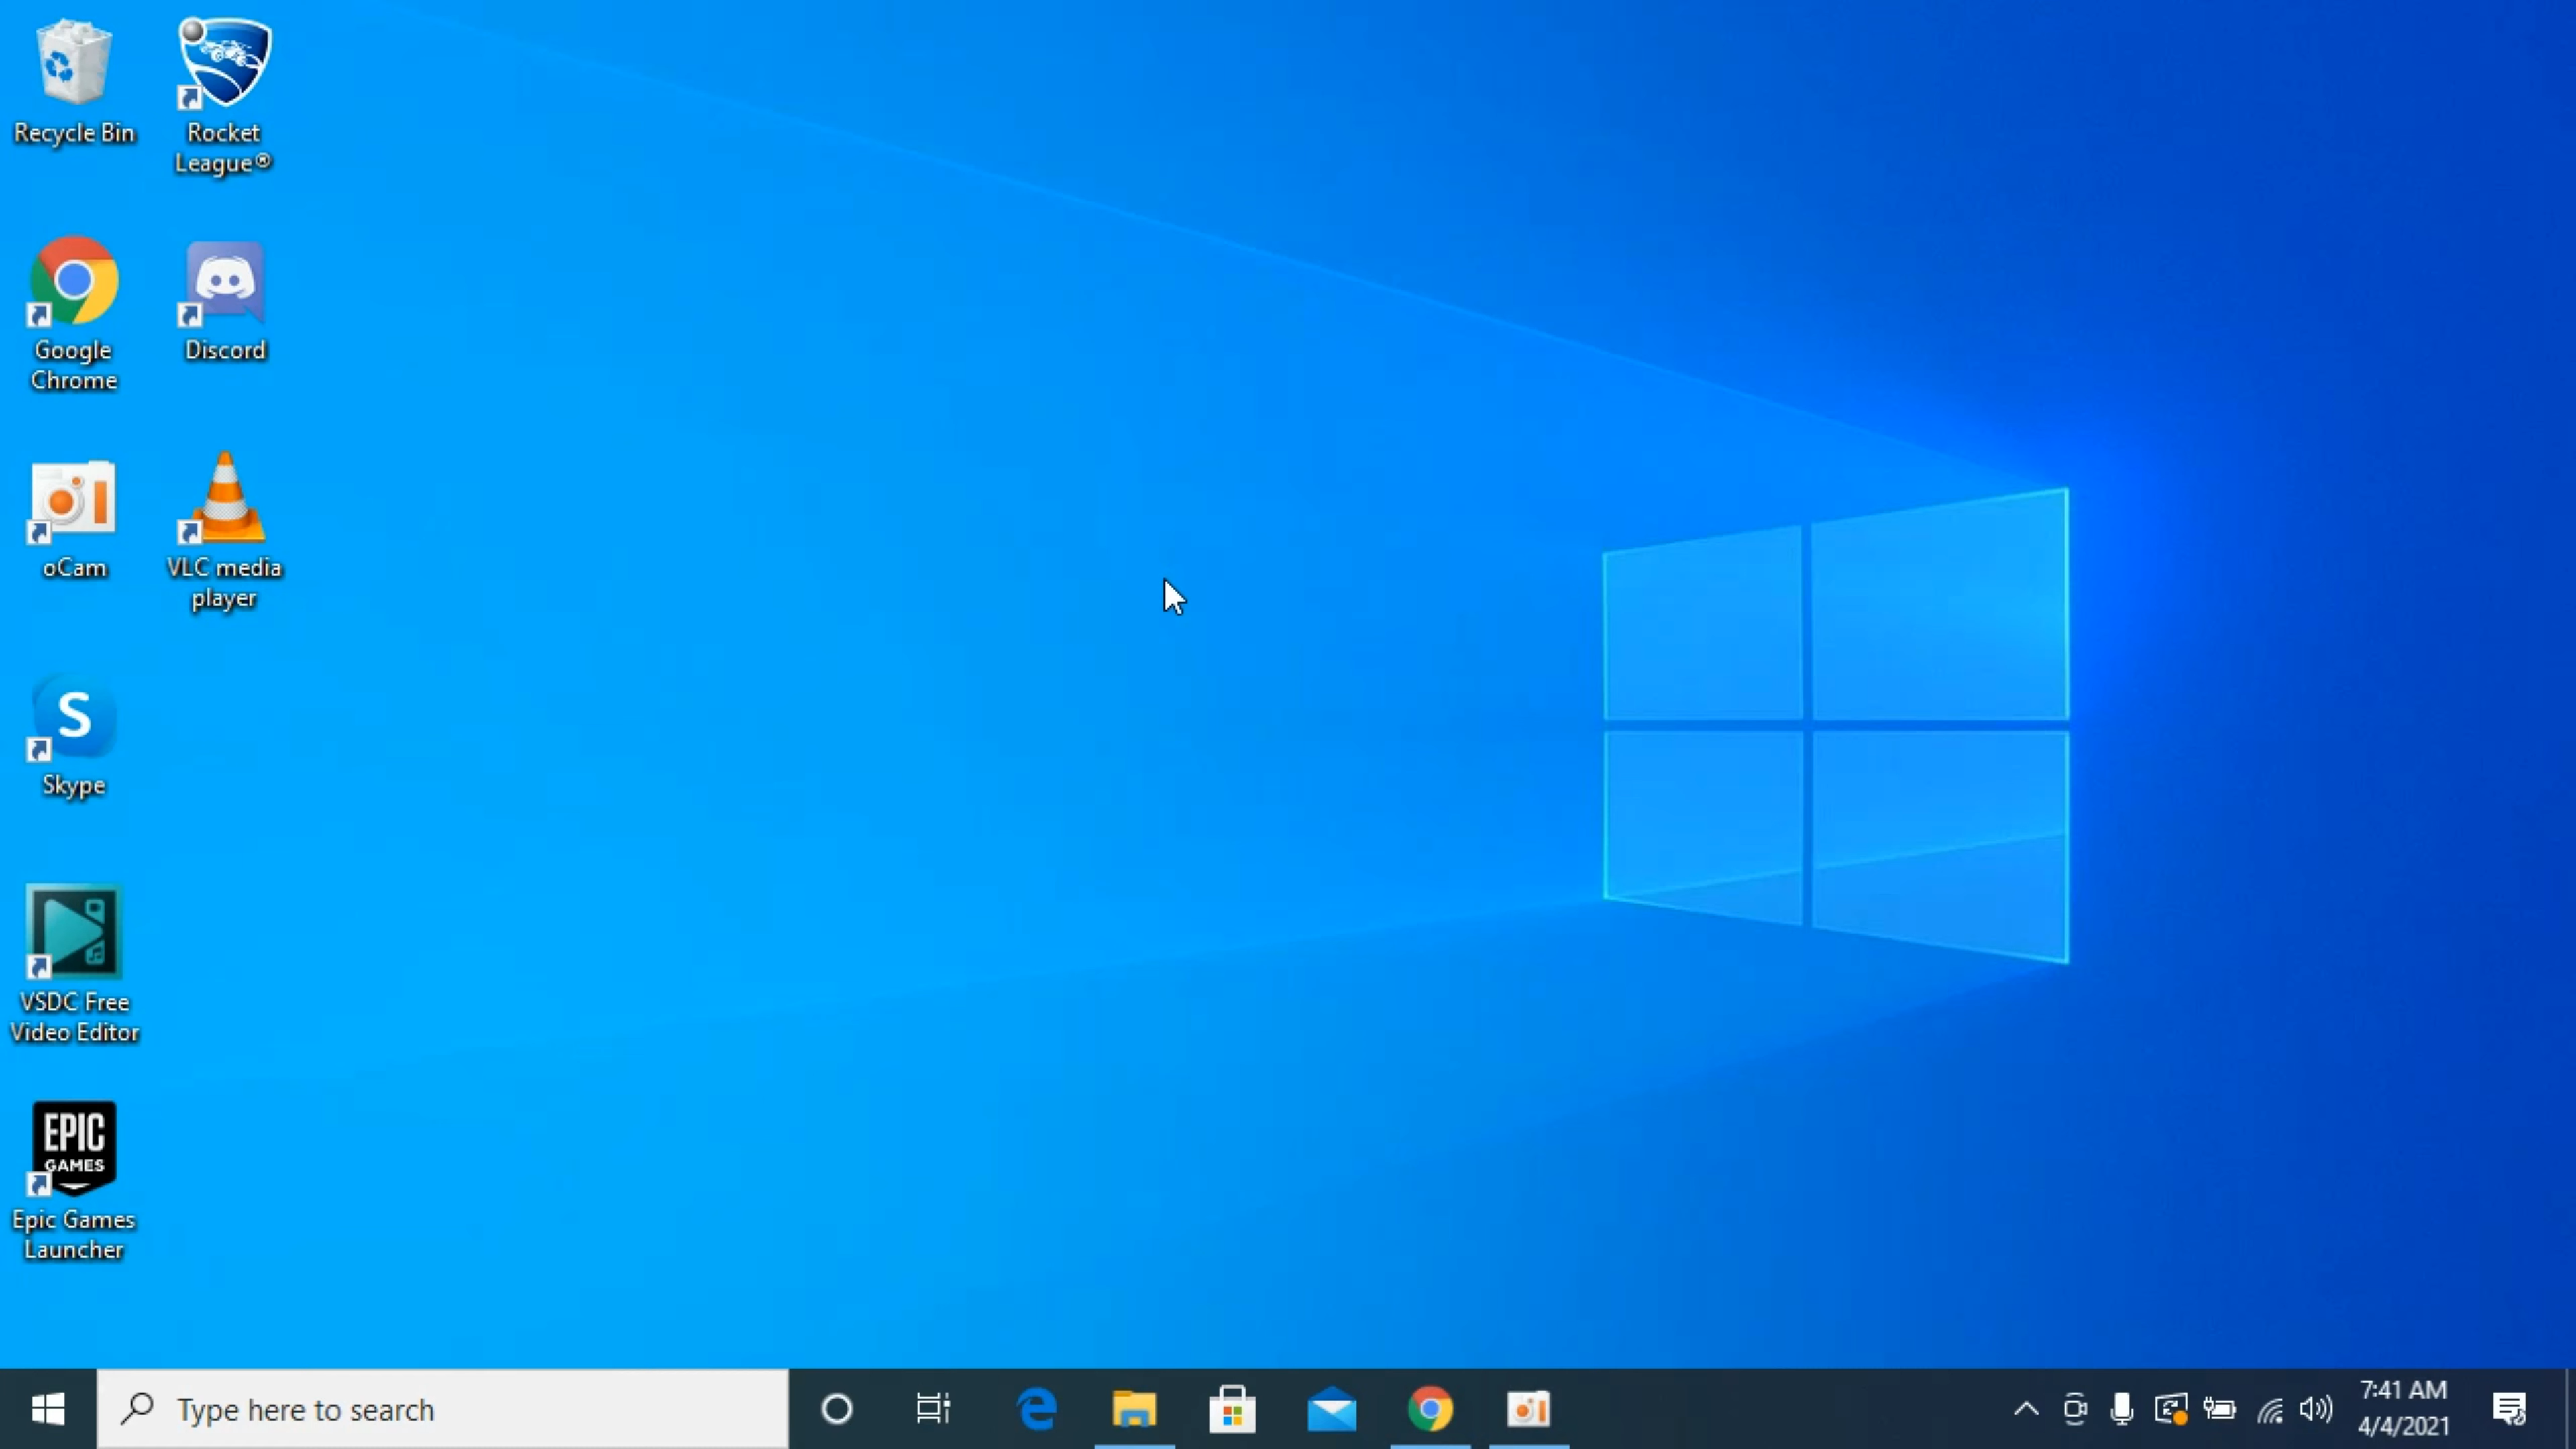 Recycle Bin
Rocket
League®
Google
Chrome
Discord
oCam
VLC media
player
S
Skype
VSDC Free
Video Editor
EPIC
GAMES
Epic Games
Launcher
Type here to search
7:41 AM
4/4/2021